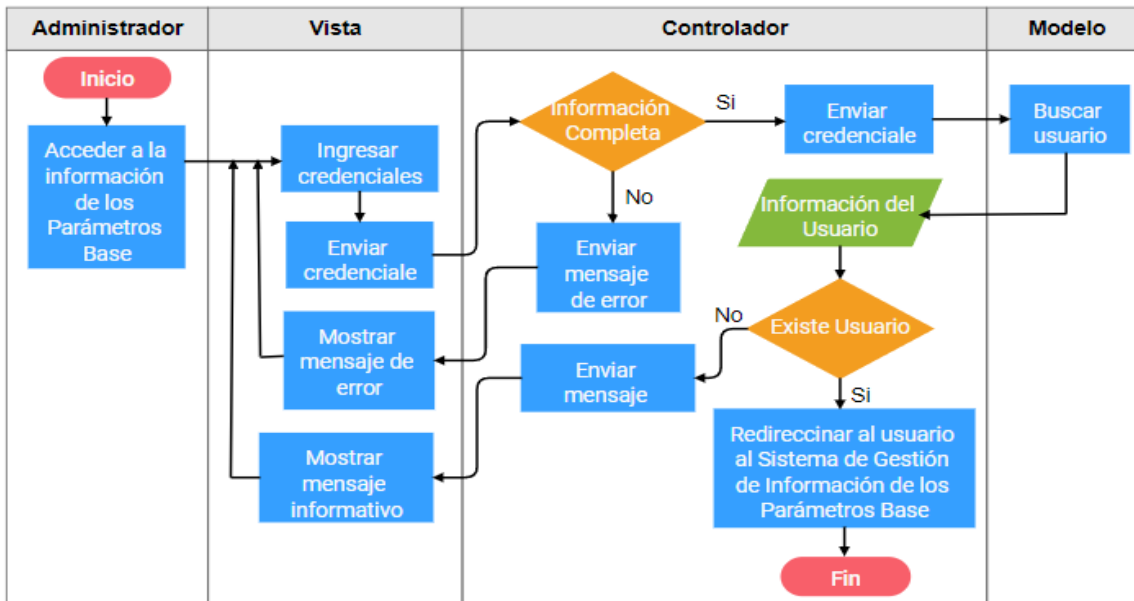 Administrador
Vista
Controlador
Modelo
Inicio
Acceder a la
información
de los
Parámetros
Base
Ingresar
credenciales
Enviar
credenciale
Información
Completa
Si
No
Enviar
credenciale
Buscar
usuario
Información del
Usuario
Enviar
mensaje
de error
Mostrar
mensaje de
error
Existe Usuario
No
Si
Enviar
mensaje
Mostrar
mensaje
informativo
Redireccinar al usuario
al Sistema de Gestión
de Información de los
Parámetros Base
Fin